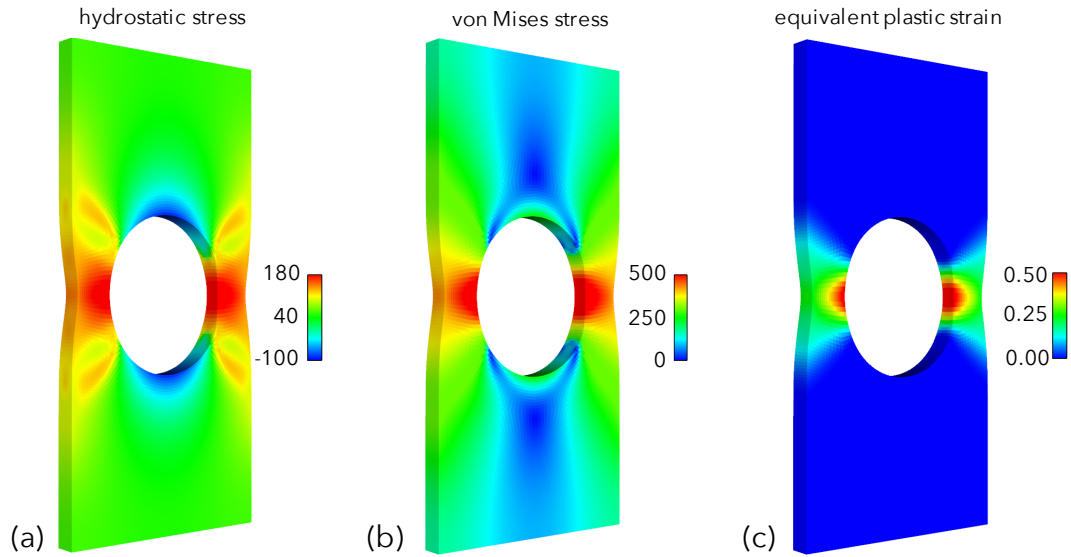 hydrostatic stress
von Mises stress
equivalent plastic strain
180
40
-100
500
250
0
0.50
0.25
0.00
(a)
(b)
(c)